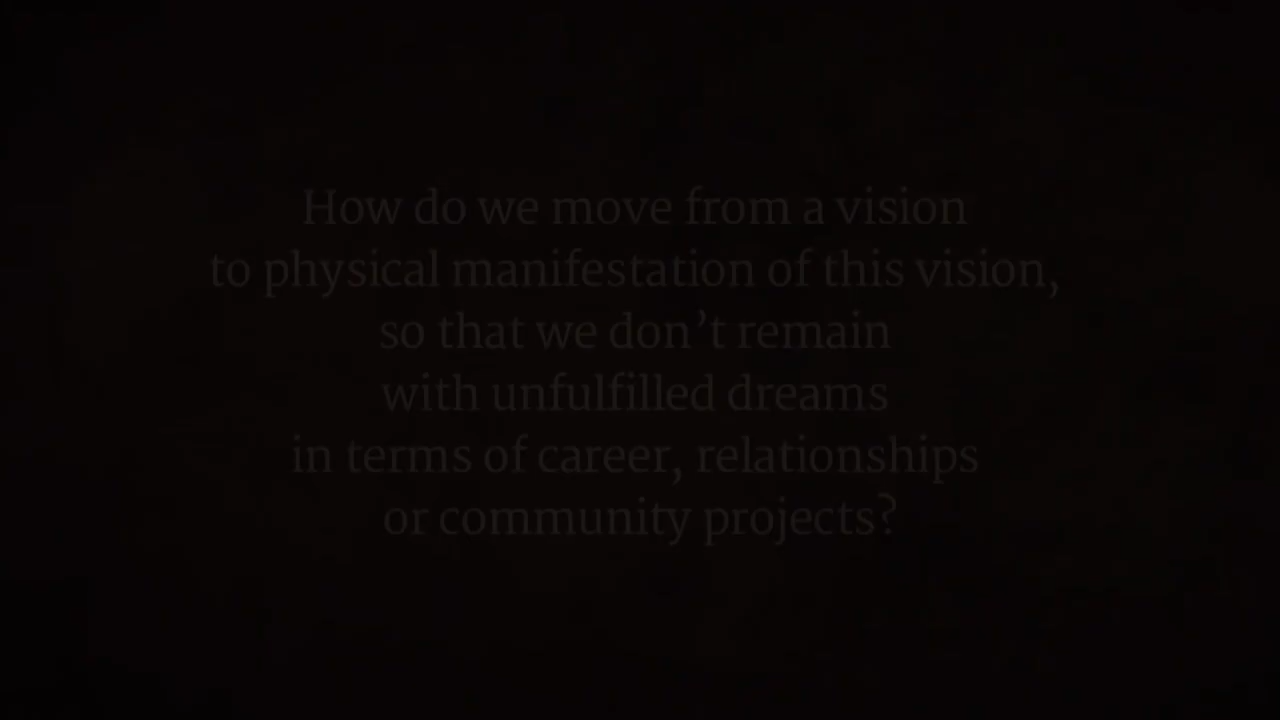 How do we move from a vision
to physical manifestation of this vision,
so that we don’t remain
with unfulfilled dreams
in terms of career, relationships
or community projects?